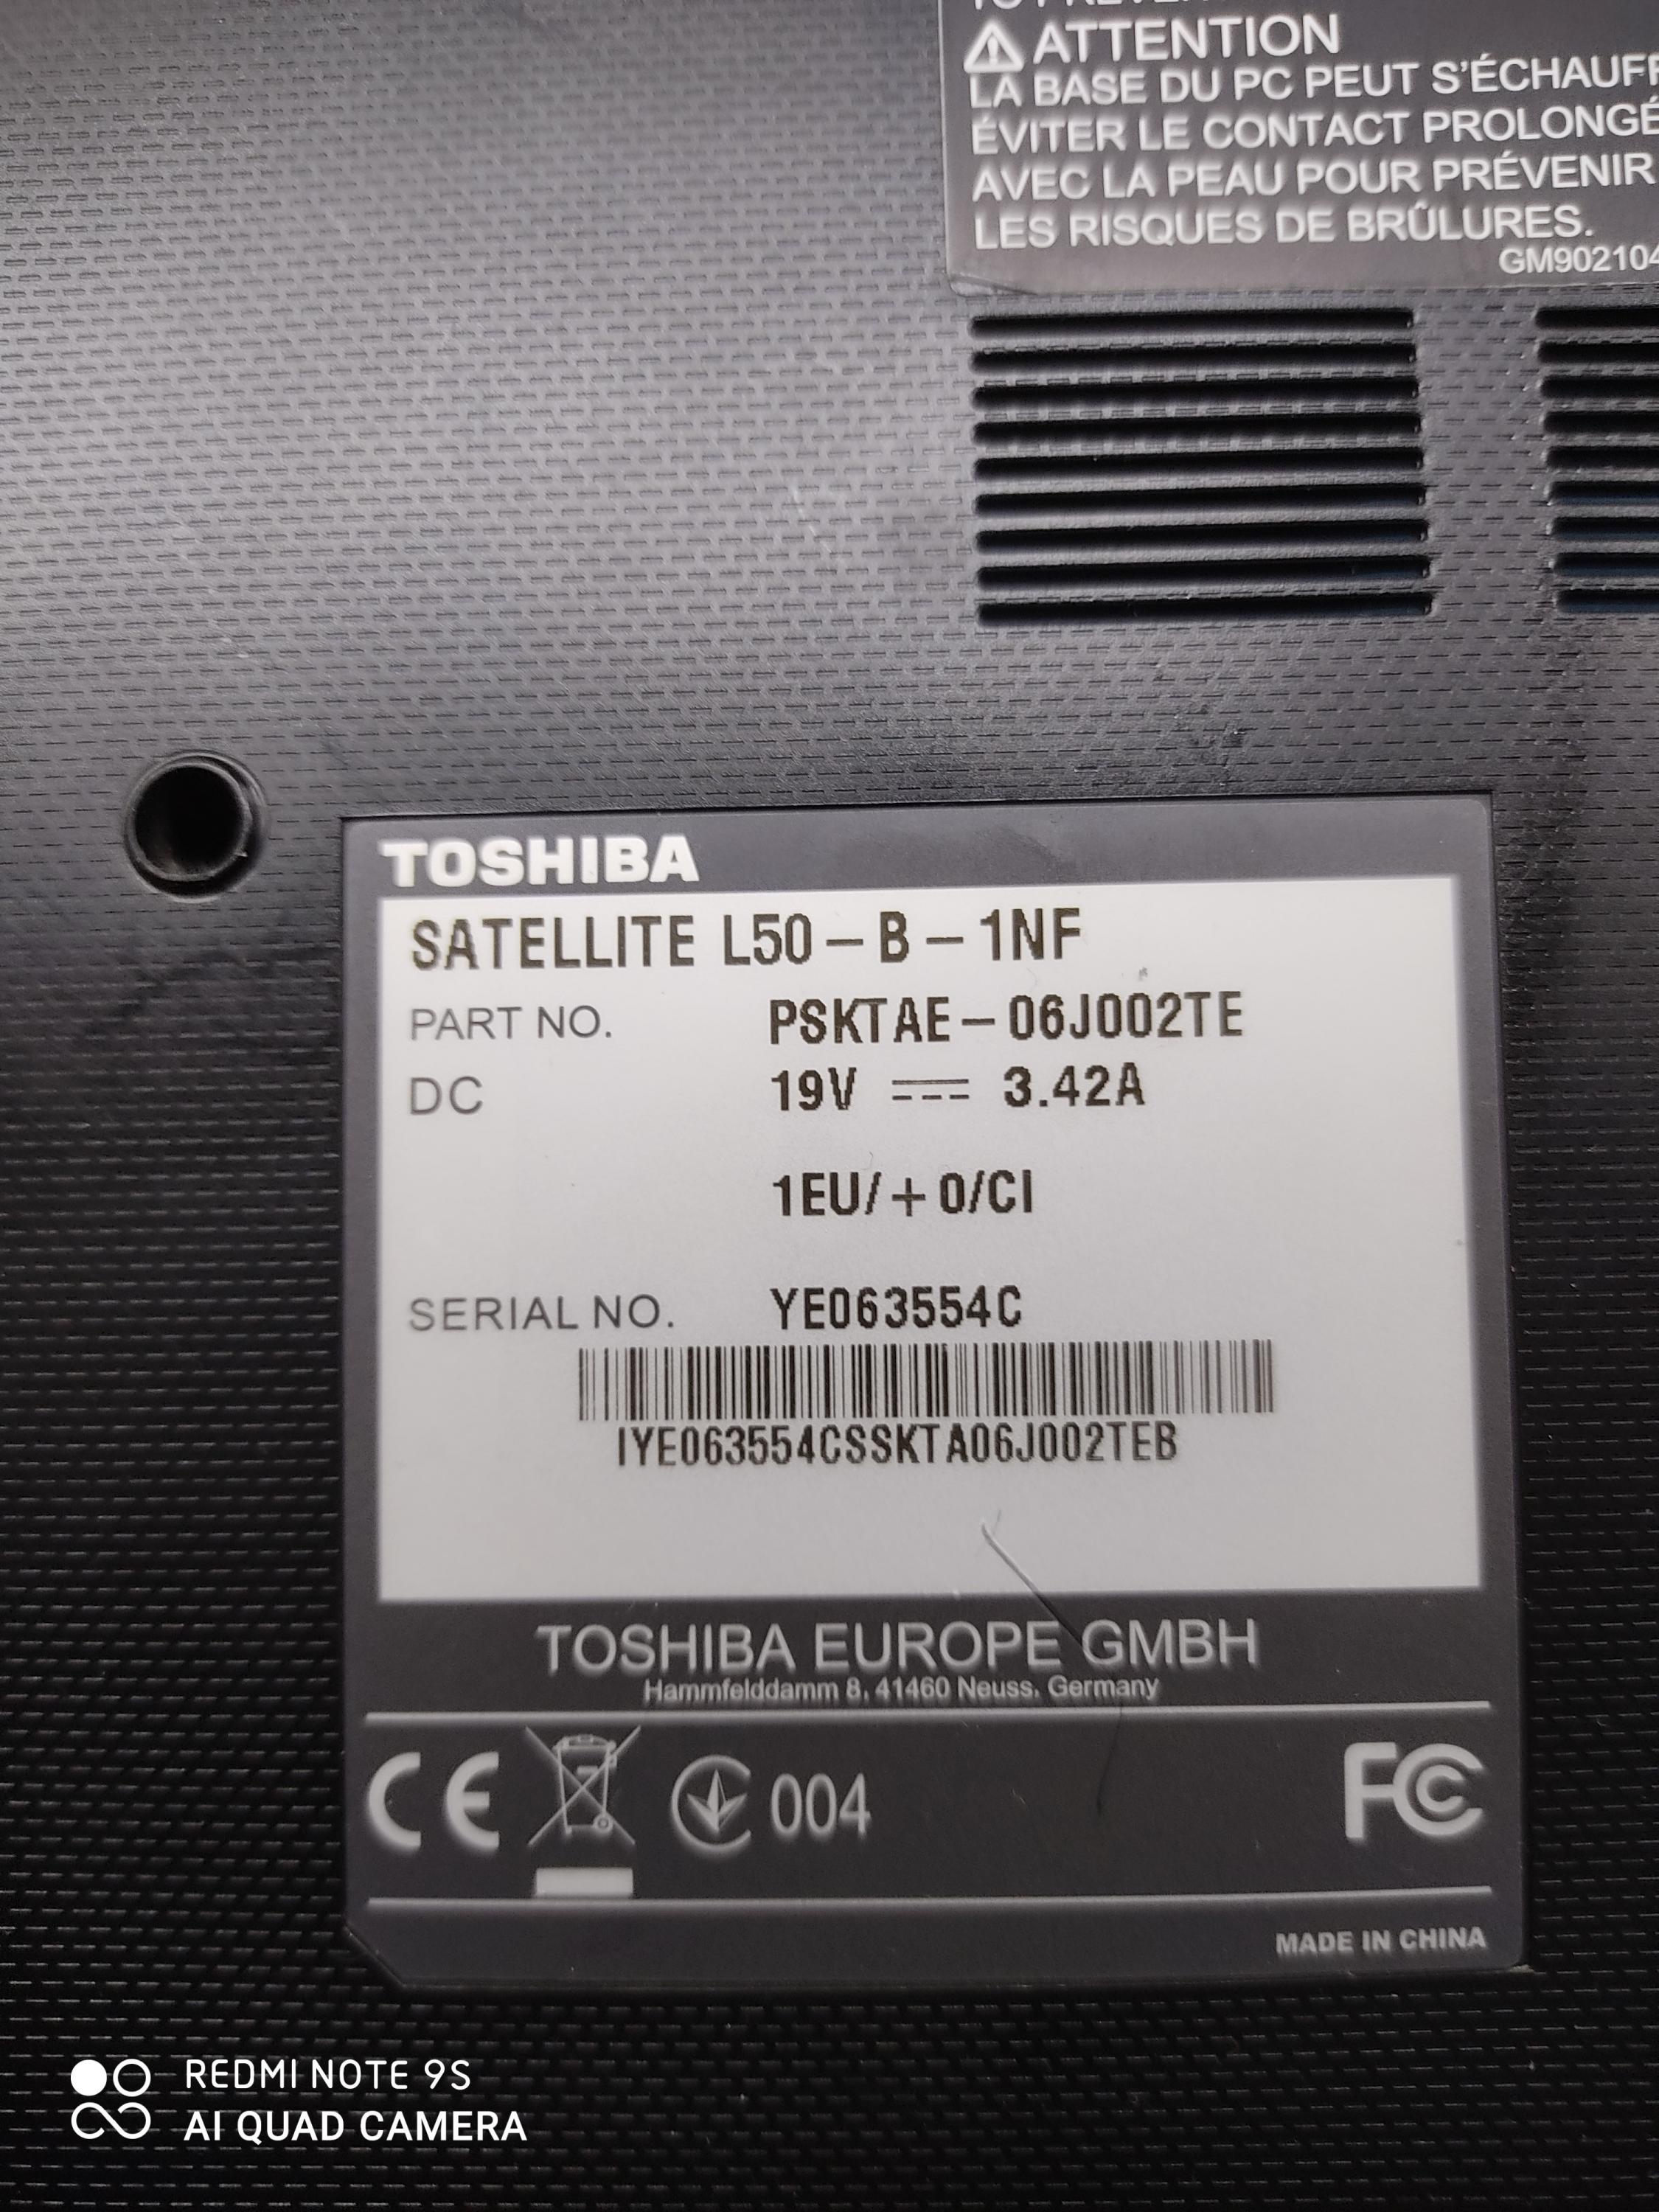 ATTENTION
LA BASE DU PC PEUT
ÉVITER LE CONTACT PROLONGÉ
AVEC LA PEAU POUR PRÉVENIR
LES RISQUES DE BRÛLURES.
GM902104
TOSHIBA
SATELLITE L50-B-1NF
PART NO. PSKTAE-06J002TE
DC 19V ⎓ 3.42A
1EU/+0/CI
SERIAL NO. YE063554C
IYE063554CSSKTA06J002TEB
TOSHIBA EUROPE GMBH
Hammfelddamm 8, 41460 Neuss, Germany
CE 004 FC
MADE IN CHINA
REDMI NOTE 9S
AI QUAD CAMERA